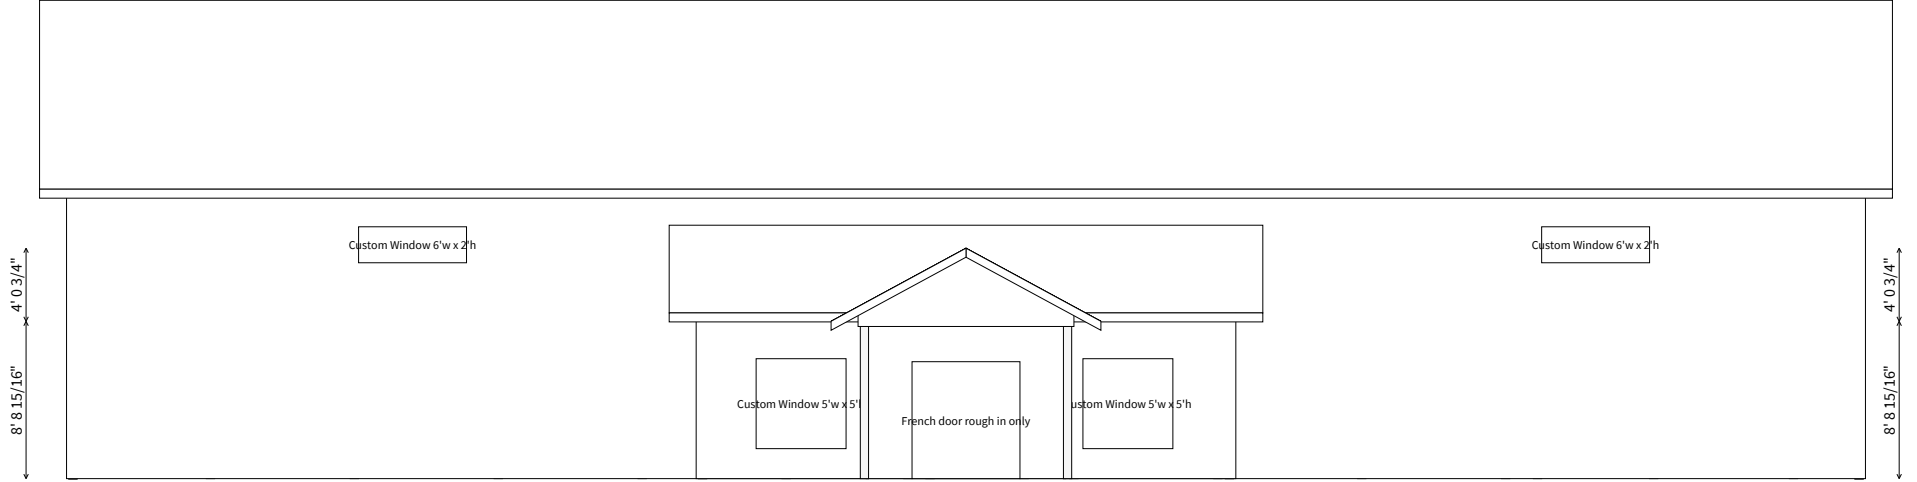 Custom Window 6'w x 2'h
Custom Window 6'w x 2'h
4' 0 3/4"
4' 0 3/4"
8' 8 15/16"
Custom Window 5'w x 5'h
ustom Window 5'w x 5'h
French door rough in only
8' 8 15/16"